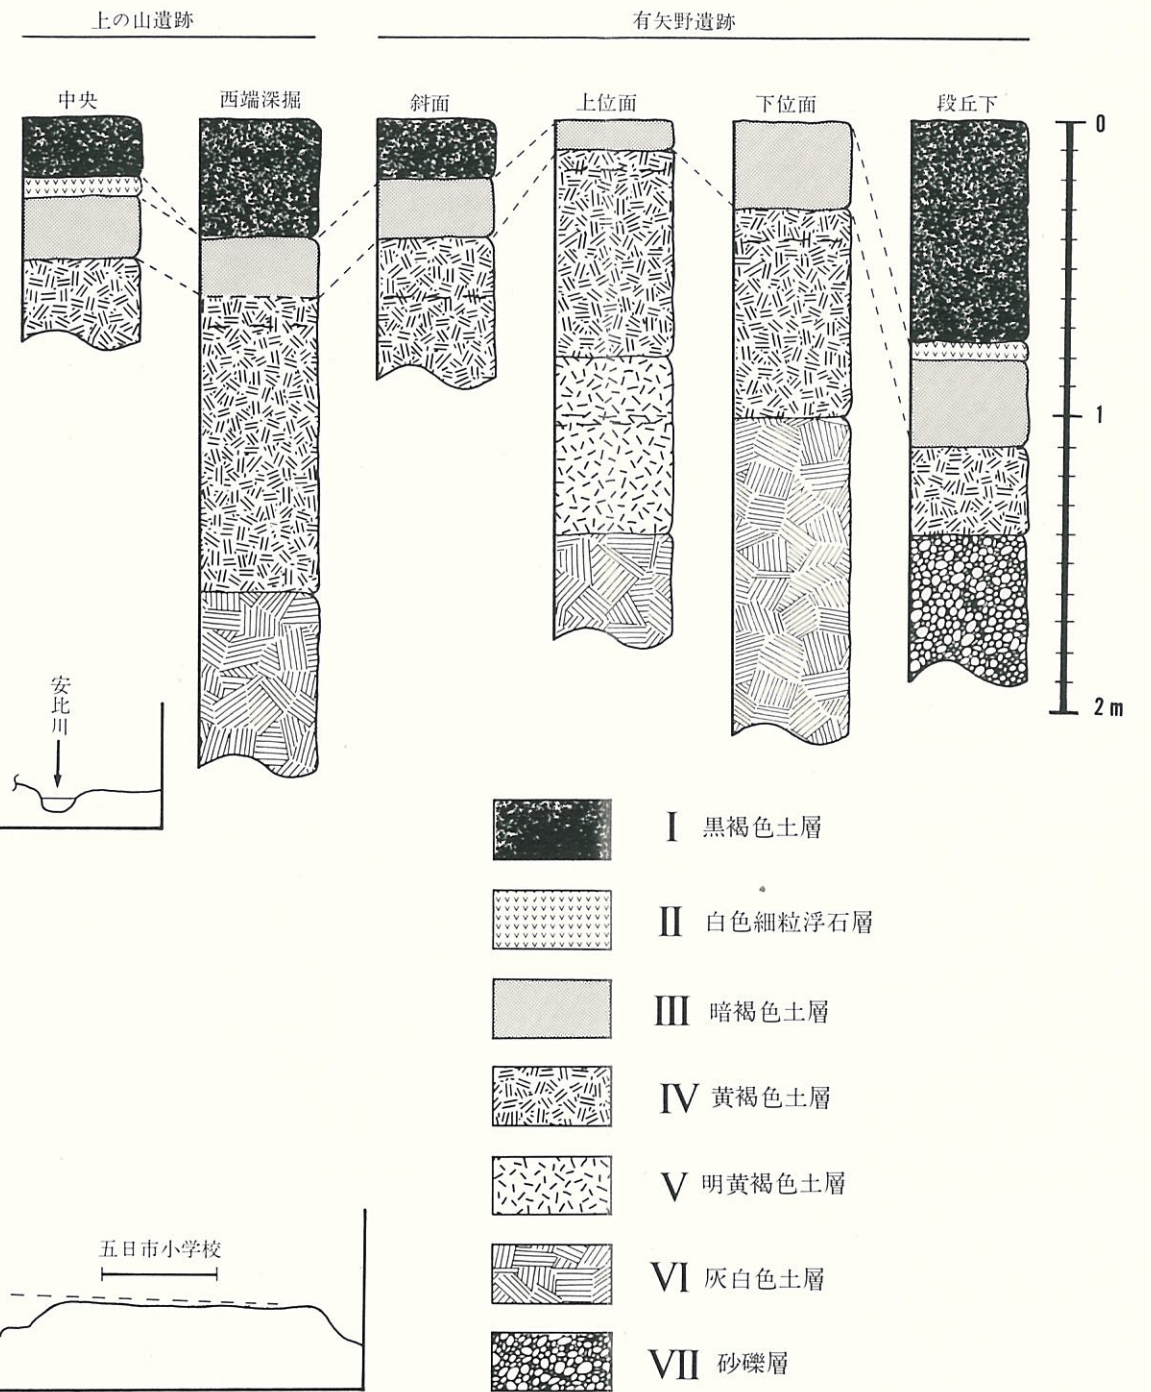 上の山遺跡
有矢野遺跡
中央
西端深掘
斜面
上位面
下位面
段丘下
0
1
2m
安比川
I 黒褐色土層
II 白色細粒浮石層
III 暗褐色土層
IV 黄褐色土層
V 明黄褐色土層
VI 灰白色土層
VII 砂礫層
五日市小学校